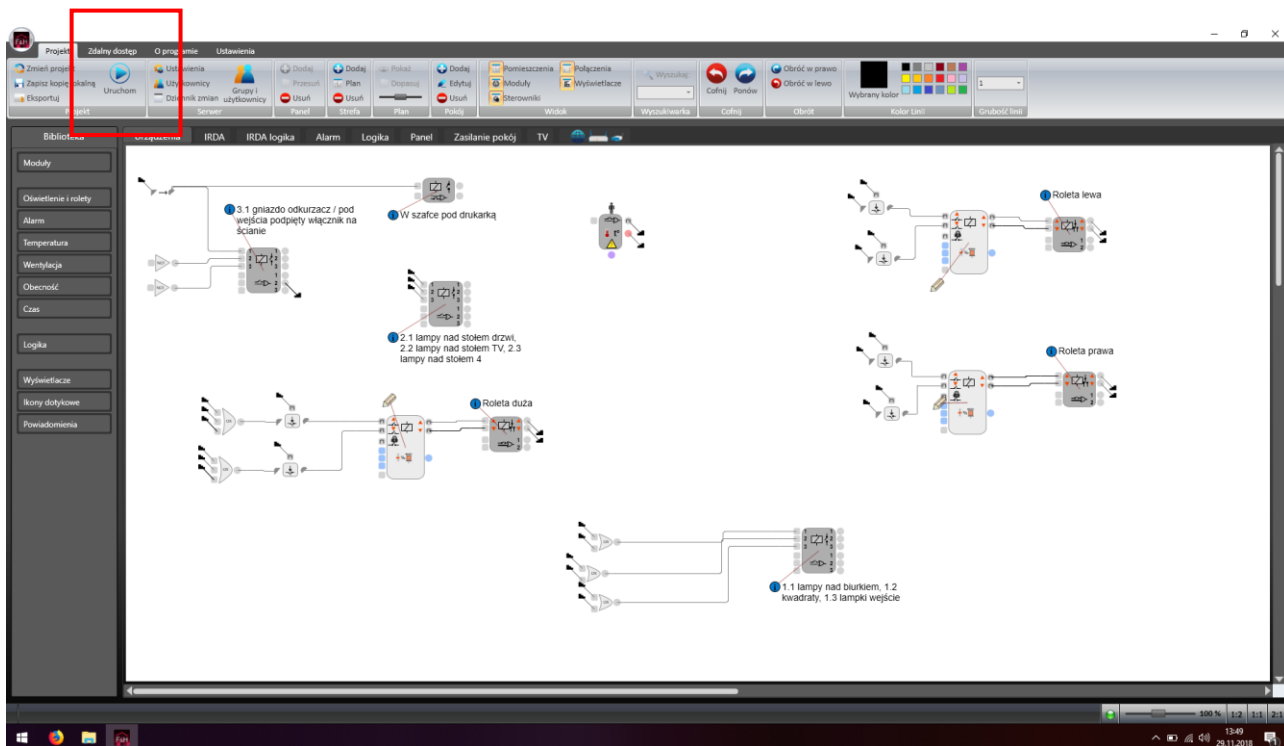 F&H
Projekt Zdalny dostęp O programie Ustawienia
Zmień projekt
Zapisz kopię lokalną
Eksportuj
Uruchom
Projekt
Ustawienia
Użytkownicy
Dziennik zmian
Grupy i
użytkownicy
Serwer
Dodaj
Przesuń
Usuń
Panel
Dodaj
Plan
Usuń
Strefa
Pokaż
Dopasuj
Plan
Dodaj
Edytuj
Usuń
Pokój
Pomieszczenia Połączenia
Moduły Wyświetlacze
Sterowniki
Widok
Wyszukaj:
Wyszukiwarka
Cofnij Ponów
Cofnij
Obróć w prawo
Obróć w lewo
Obrót
Wybrany kolor
Kolor Linii
1
Grubość linii
Biblioteka
Urządzenia IRDA IRDA logika Alarm Logika Panel Zasilanie pokój TV
Moduły
Oświetlenie i rolety
Alarm
Temperatura
Wentylacja
Obecność
Czas
Logika
Wyświetlacze
Ikony dotykowe
Powiadomienia
3.1 gniazdo odkurzacz / pod
wejścia podpięty włącznik na
ścianie
W szafce pod drukarką
Roleta lewa
2.1 lampy nad stołem drzwi,
2.2 lampy nad stołem TV, 2.3
lampy nad stołem 4
Roleta prawa
Roleta duża
1.1 lampy nad biurkiem, 1.2
kwadraty, 1.3 lampki wejście
100 % 1:2 1:1 2:1
13:49
29.11.2018